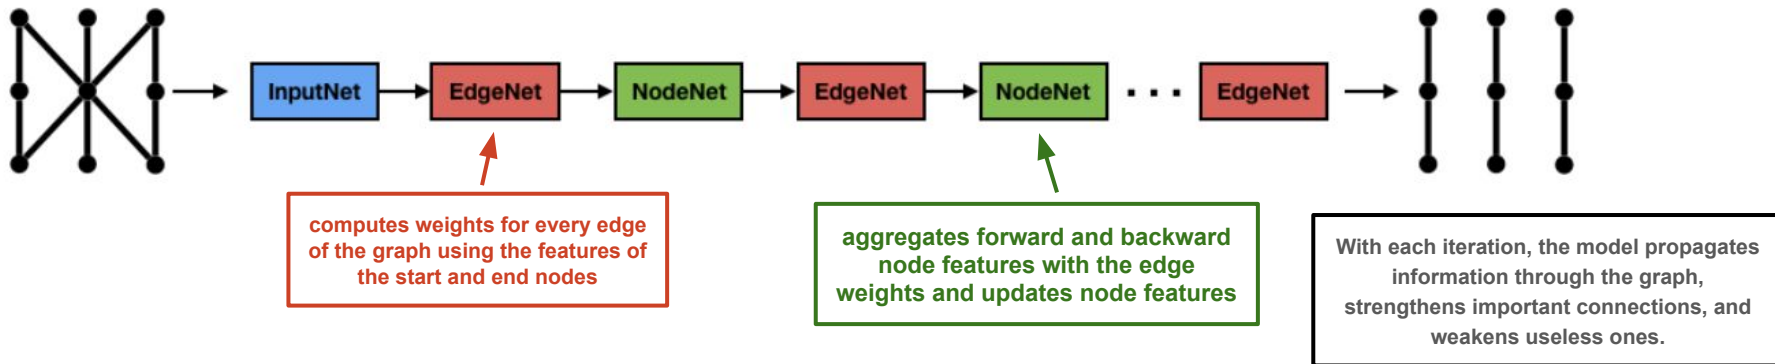 InputNet
EdgeNet
NodeNet
EdgeNet
NodeNet
. . .
EdgeNet
computes weights for every edge
of the graph using the features of
the start and end nodes
aggregates forward and backward
node features with the edge
weights and updates node features
With each iteration, the model propagates
information through the graph,
strengthens important connections, and
weakens useless ones.